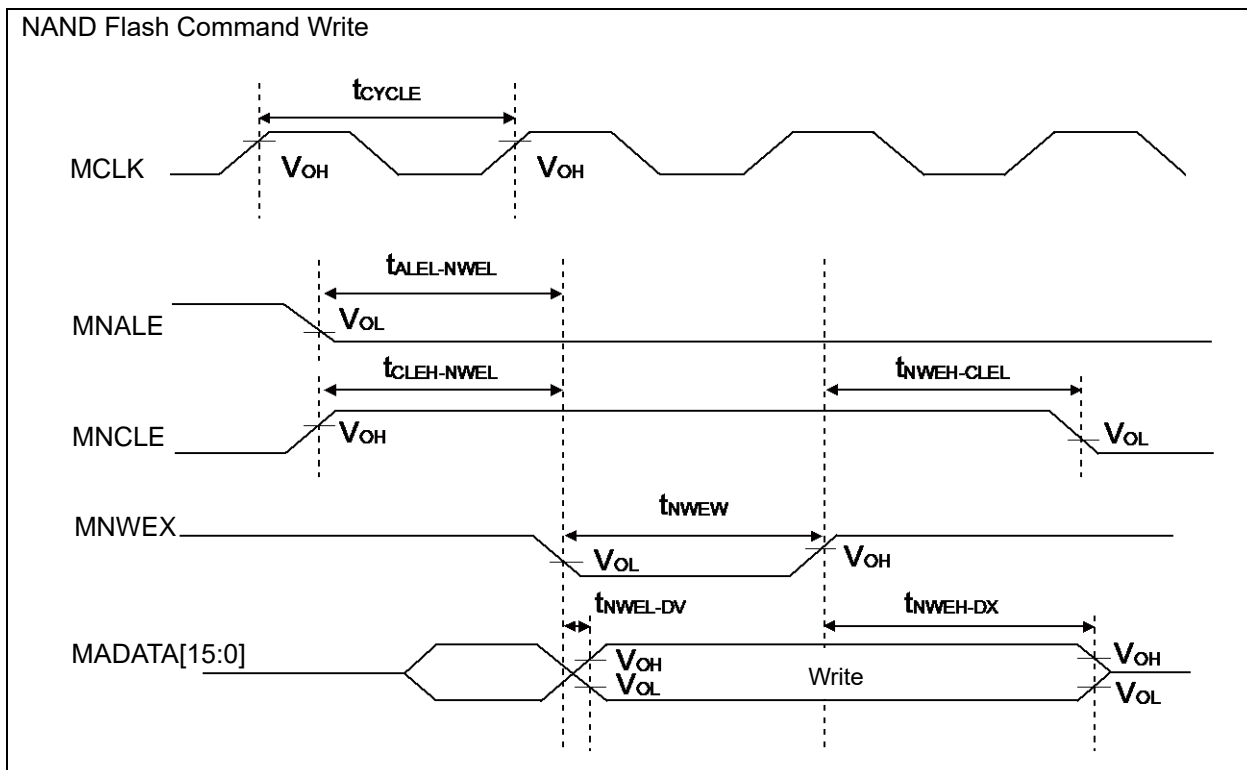 NAND Flash Command Write
tCYCLE
MCLK
VOH
VOH
tALEL-NWEL
MNALE
VOL
tCLEH-NWEL
tNWEH-CLEL
MNCLE
VOH
VOL
tNWEW
MNWEX
VOL
VOH
tNWEL-DV
tNWEH-DX
MADATA[15:0]
VOH
VOL
Write
VOH
VOL